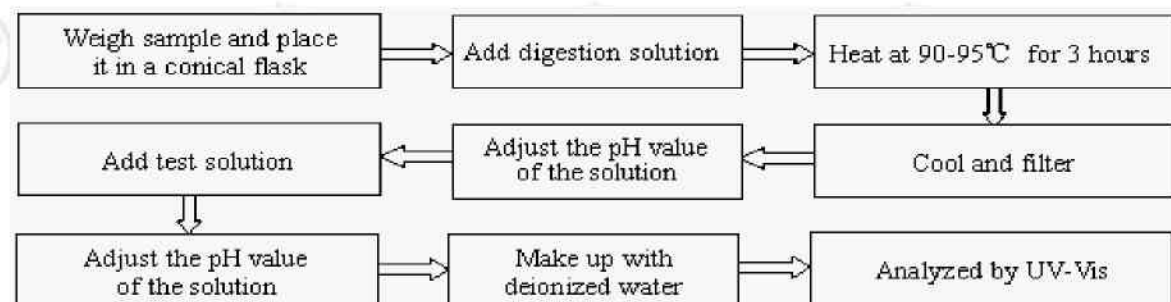 Weigh sample and place
it in a conical flask
Add digestion solution
Heat at 90-95℃ for 3 hours
Cool and filter
Adjust the pH value
of the solution
Add test solution
Adjust the pH value
of the solution
Make up with
deionized water
Analyzed by UV-Vis